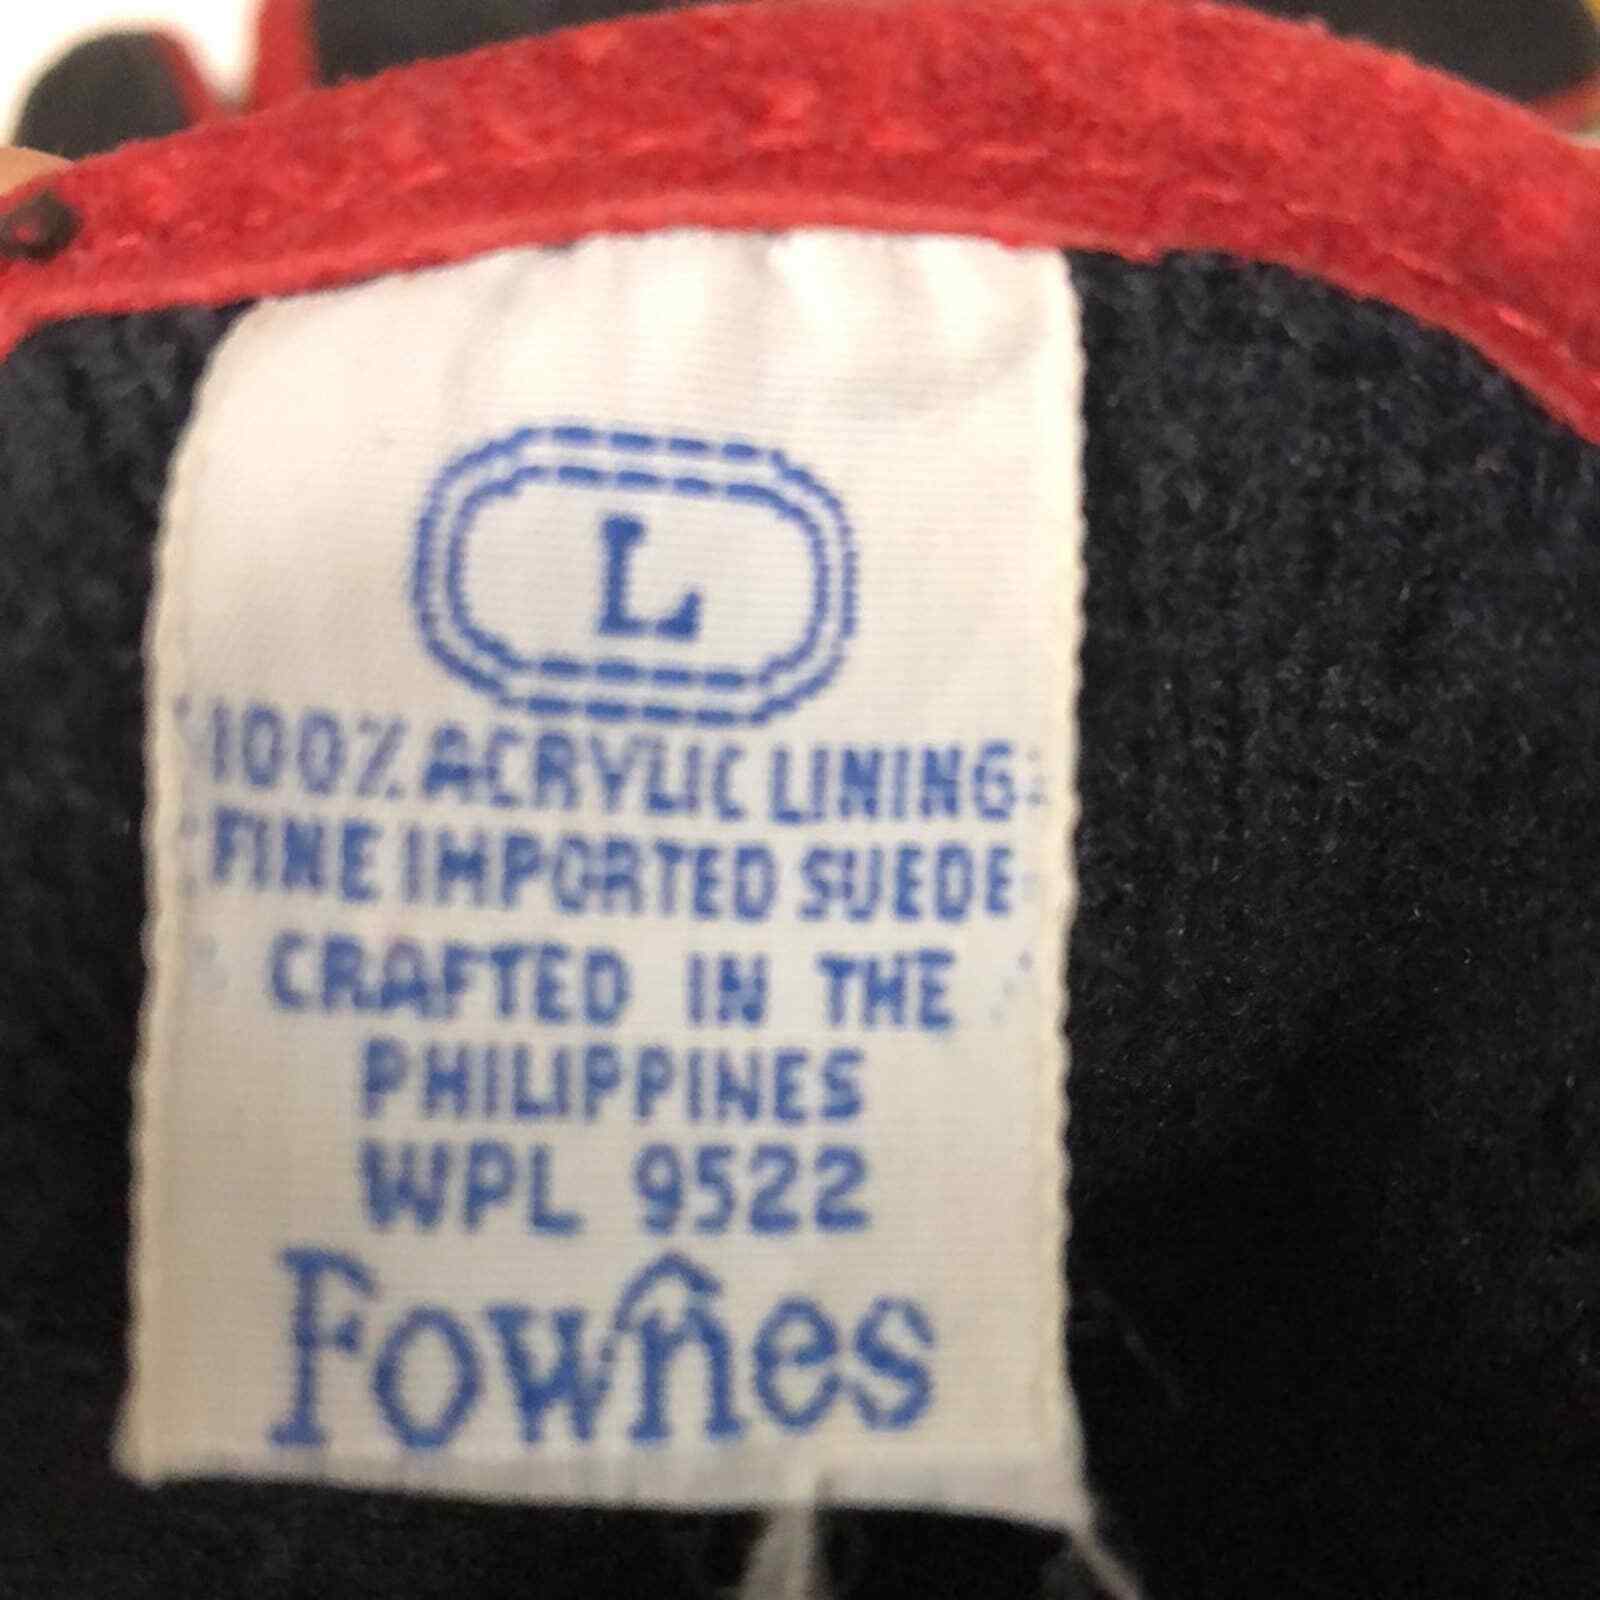 L
100% ACRYLIC LINING
FINE IMPORTED SUEDE
CRAFTED IN THE
PHILIPPINES
WPL 9522
Fownes